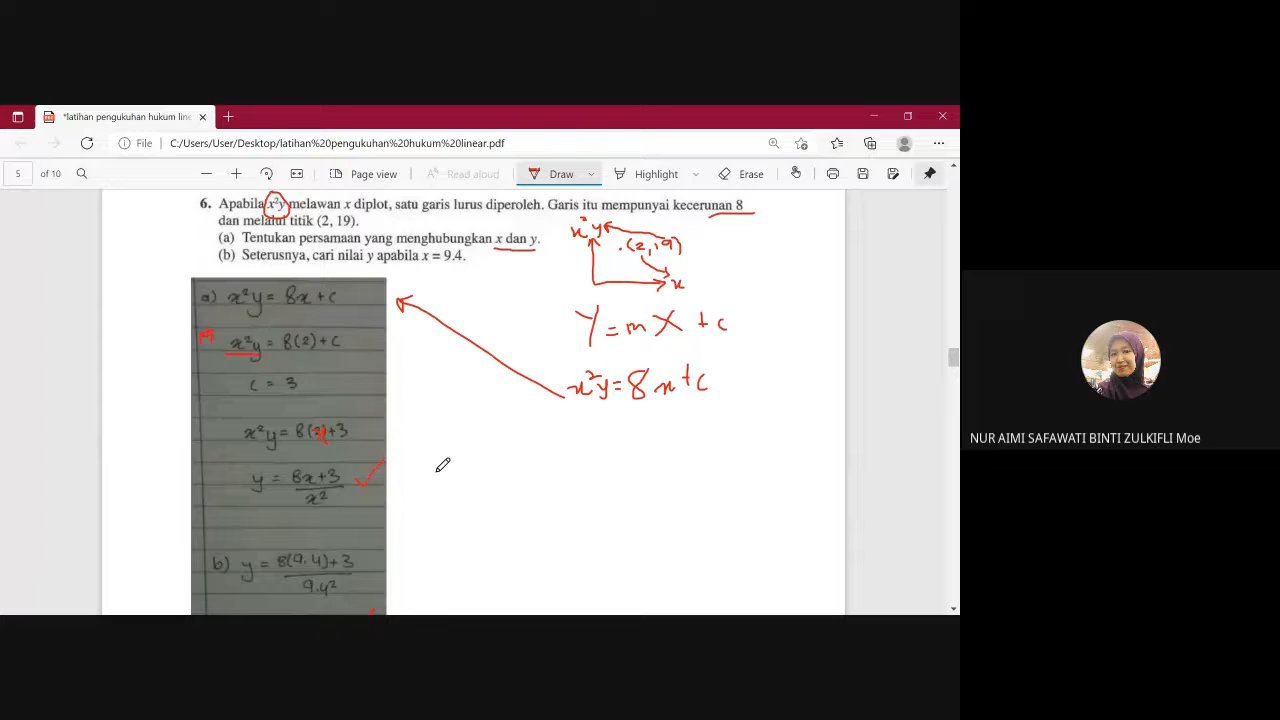 *latihan pengukuhan hukum line
File
C:/Users/User/Desktop/latihan%20pengukuhan%20hukum%20linear.pdf
5 of 10
Page view
Read aloud
Draw
Highlight
Erase
6. Apabila x²y melawan x diplot, satu garis lurus diperoleh. Garis itu mempunyai kecerunan 8
dan melalui titik (2, 19).
(a) Tentukan persamaan yang menghubungkan x dan y.
(b) Seterusnya, cari nilai y apabila x = 9.4.
x²y
.(2,19)
x
Y = mX + c
x²y = 8x + c
a) x²y = 8x + c
19
x²y = 8(2) + c
c = 3
x²y = 8(x) + 3
y = 8x+3
x²
b) y = 8(9.4)+3
9.4²
NUR AIMI SAFAWATI BINTI ZULKIFLI Moe